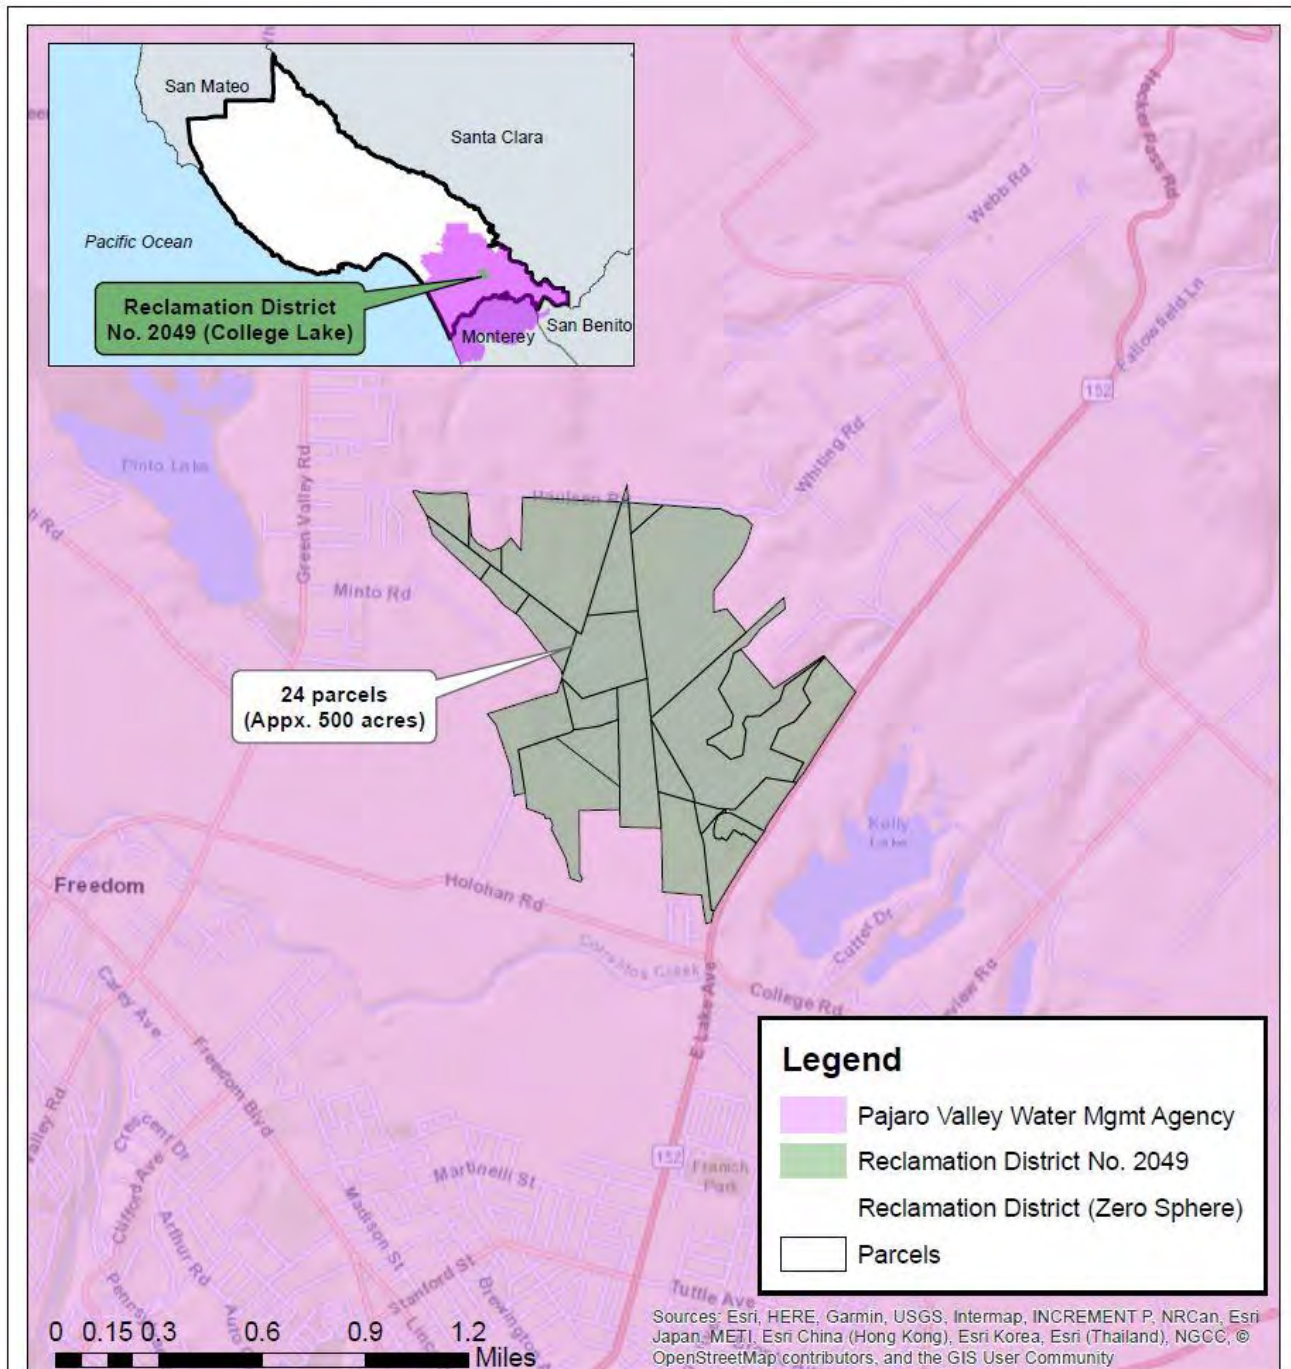 San Mateo
Santa Clara
Pacific Ocean
Reclamation District
No. 2049 (College Lake)
Monterey
San Benito
Hecker Pass Rd
Webb Rd
Fallowfield Ln
152
Whiting Rd
Pinto Lake
Green Valley Rd
Paulsen Rd
Minto Rd
24 parcels
(Appx. 500 acres)
Kelly
Lake
Freedom
Holohan Rd
Corralitos Creek
Cutter Dr
College Rd
E Lake Ave
Carey Ave
Freedom Blvd
Valley Rd
Crescent Dr
Clifford Ave
Arthur Rd
Madison St
Martinelli St
Stanford St
152
Franich
Park
Tuttle Ave
Legend
Pajaro Valley Water Mgmt Agency
Reclamation District No. 2049
Reclamation District (Zero Sphere)
Parcels
0 0.15 0.3 0.6 0.9 1.2
Miles
Sources: Esri, HERE, Garmin, USGS, Intermap, INCREMENT P, NRCan, Esri
Japan, METI, Esri China (Hong Kong), Esri Korea, Esri (Thailand), NGCC, ©
OpenStreetMap contributors, and the GIS User Community